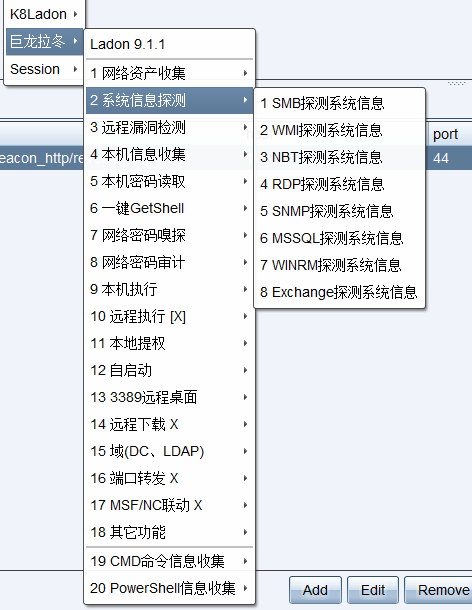 K8Ladon
巨龙拉冬
Session
Ladon 9.1.1
1 网络资产收集
2 系统信息探测
3 远程漏洞检测
4 本机信息收集
5 本机密码读取
6 一键GetShell
7 网络密码嗅探
8 网络密码审计
9 本机执行
10 远程执行 [X]
11 本地提权
12 自启动
13 3389远程桌面
14 远程下载 X
15 域(DC、LDAP)
16 端口转发 X
17 MSF/NC联动 X
18 其它功能
19 CMD命令信息收集
20 PowerShell信息收集
1 SMB探测系统信息
2 WMI探测系统信息
3 NBT探测系统信息
4 RDP探测系统信息
5 SNMP探测系统信息
6 MSSQL探测系统信息
7 WINRM探测系统信息
8 Exchange探测系统信息
port
eacon_http/re
44
Add
Edit
Remove